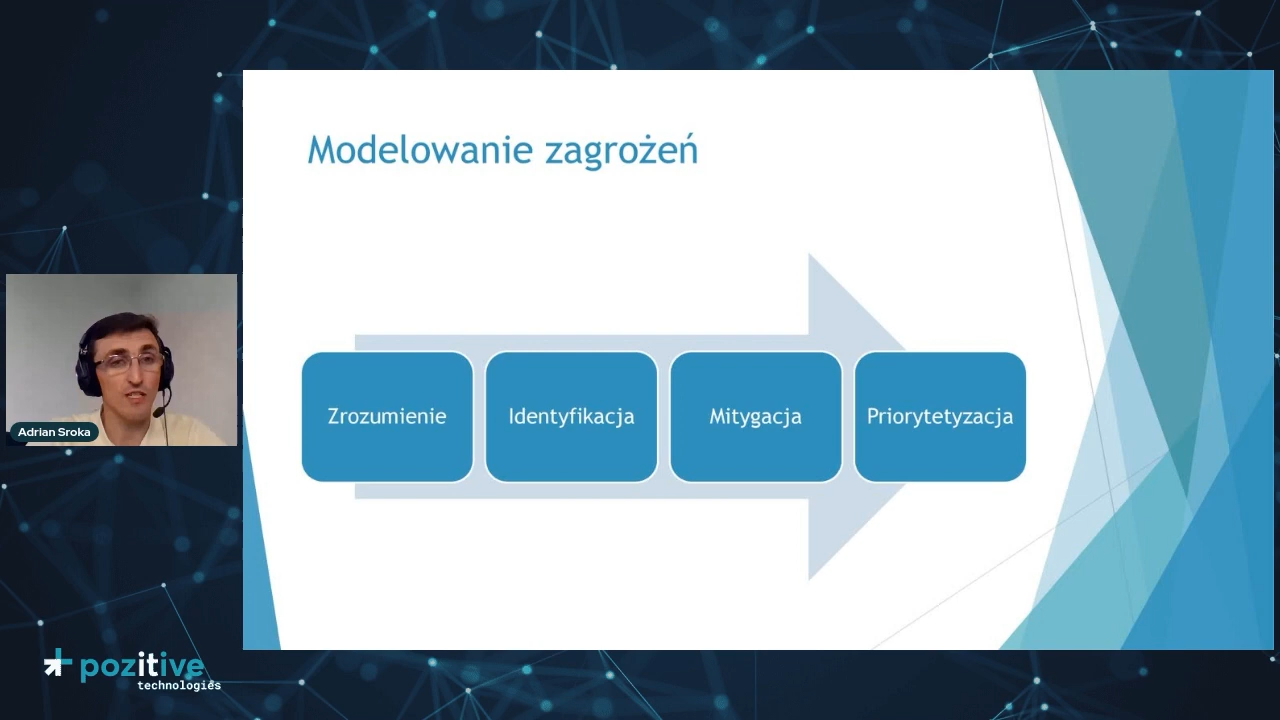 Modelowanie zagrożeń
Zrozumienie
Identyfikacja
Mitygacja
Priorytetyzacja
Adrian Sroka
pozitive
technologies